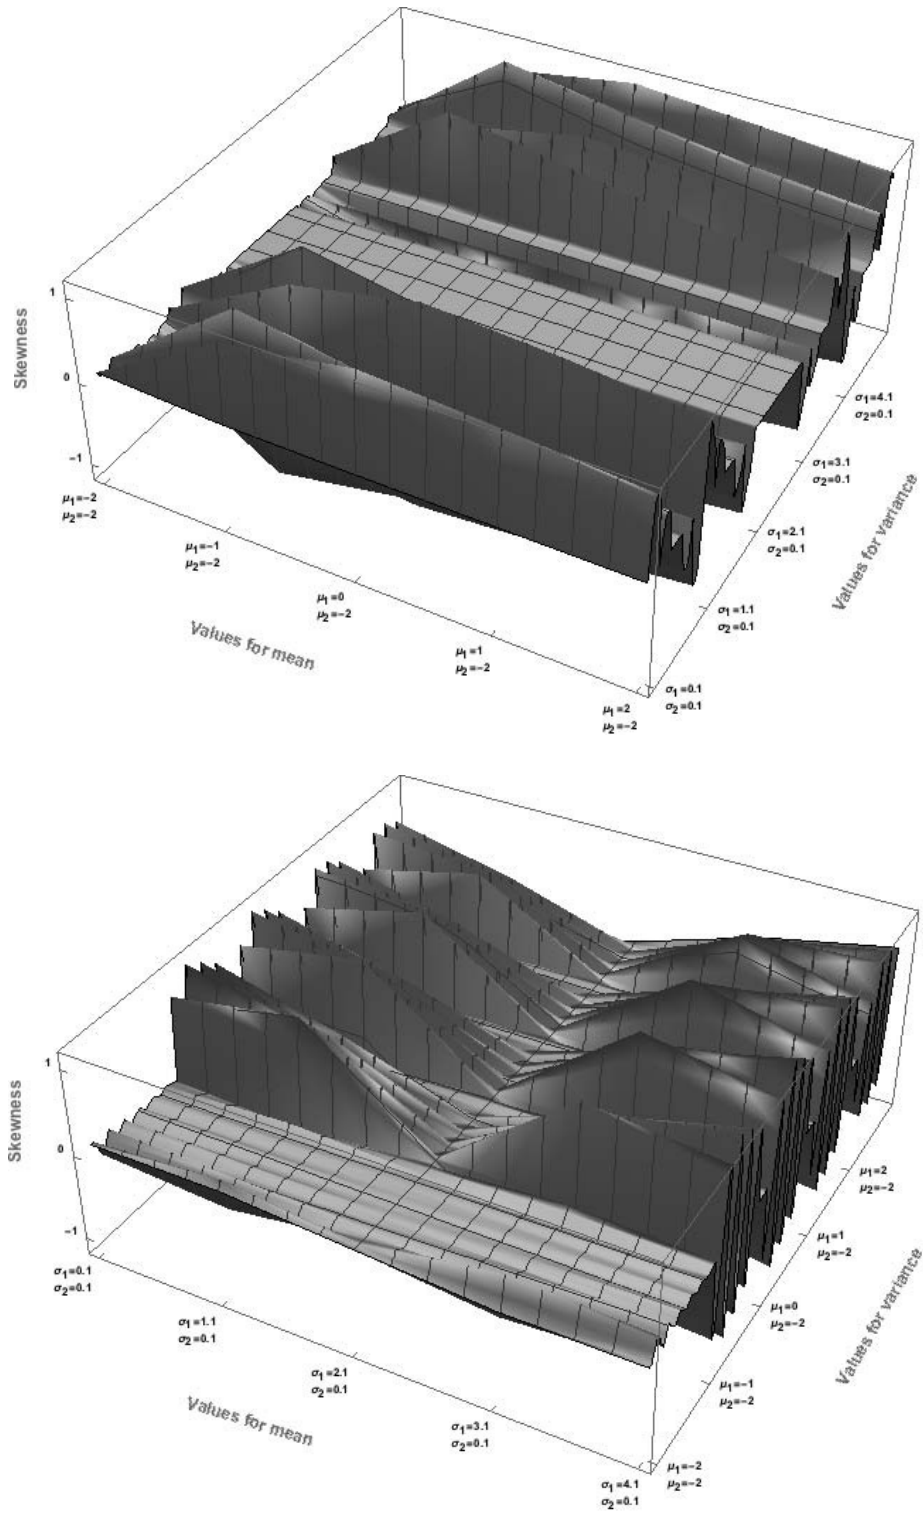 Skewness
1
0
−1
μ1=−2
μ2=−2
μ1=−1
μ2=−2
μ1=0
μ2=−2
μ1=1
μ2=−2
μ1=2
μ2=−2
Values for mean
σ1=4.1
σ2=0.1
σ1=3.1
σ2=0.1
σ1=2.1
σ2=0.1
σ1=1.1
σ2=0.1
σ1=0.1
σ2=0.1
Values for variance
Skewness
1
0
−1
σ1=0.1
σ2=0.1
σ1=1.1
σ2=0.1
σ1=2.1
σ2=0.1
σ1=3.1
σ2=0.1
σ1=4.1
σ2=0.1
Values for mean
μ1=2
μ2=−2
μ1=1
μ2=−2
μ1=0
μ2=−2
μ1=−1
μ2=−2
μ1=−2
μ2=−2
Values for variance